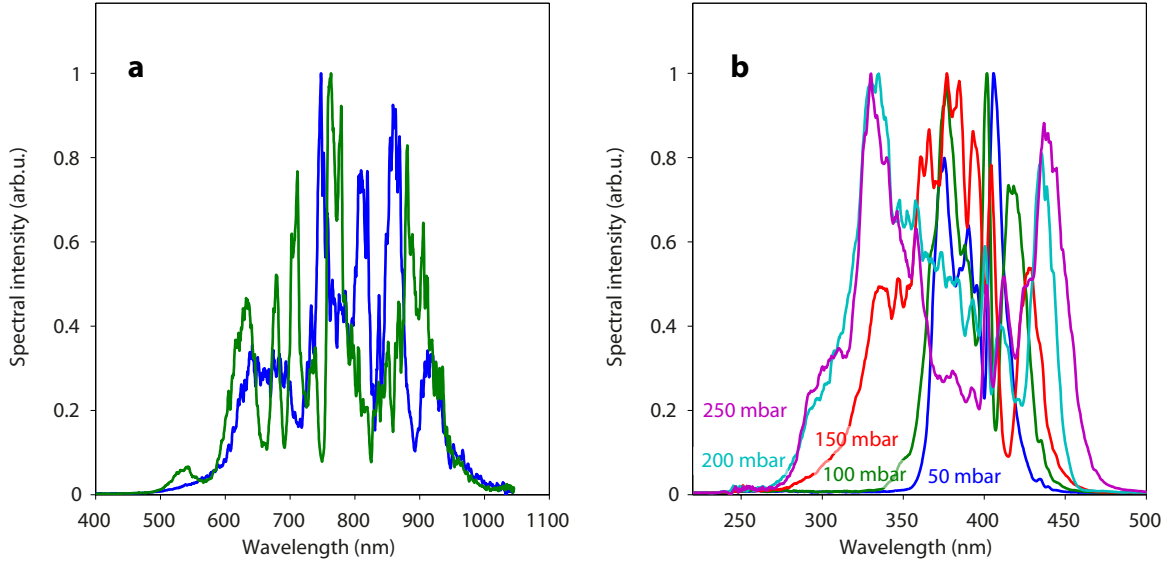 a
1
0.8
0.6
0.4
0.2
0
Spectral intensity (arb.u.)
400 500 600 700 800 900 1000 1100
Wavelength (nm)
b
1
0.8
0.6
0.4
0.2
0
Spectral intensity (arb.u.)
250 mbar
150 mbar
200 mbar
100 mbar
50 mbar
250 300 350 400 450 500
Wavelength (nm)